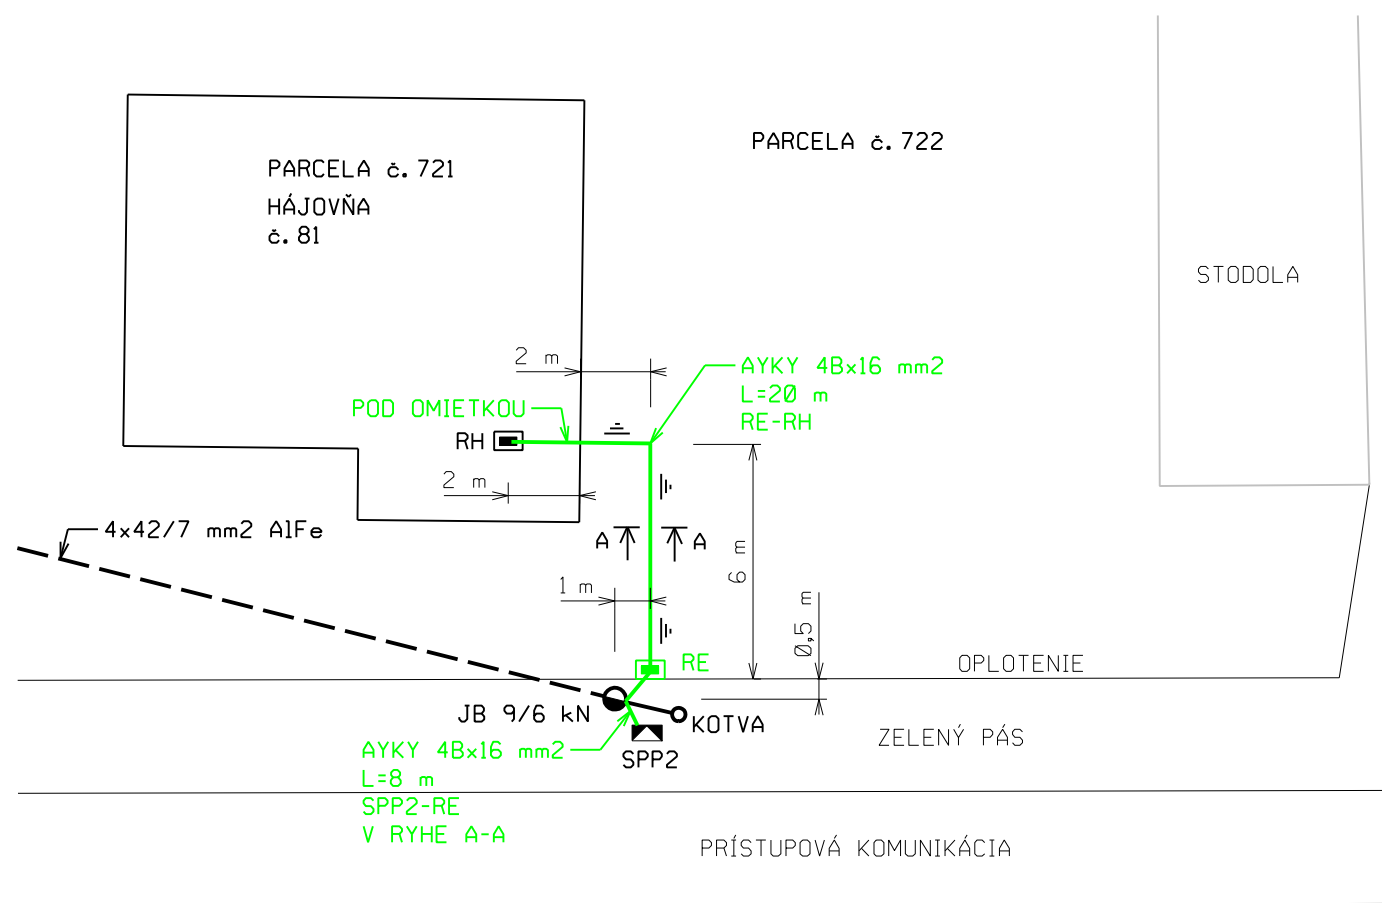 PARCELA č. 722
PARCELA č. 721
HÁJOVŇA
č. 81
STODOLA
2 m
AYKY 4Bx16 mm2
L=20 m
RE-RH
POD OMIETKOU
RH
2 m
4x42/7 mm2 AlFe
A
A
6 m
1 m
0,5 m
RE
OPLOTENIE
JB 9/6 kN
KOTVA
ZELENÝ PÁS
SPP2
AYKY 4Bx16 mm2
L=8 m
SPP2-RE
V RYHE A-A
PRÍSTUPOVÁ KOMUNIKÁCIA